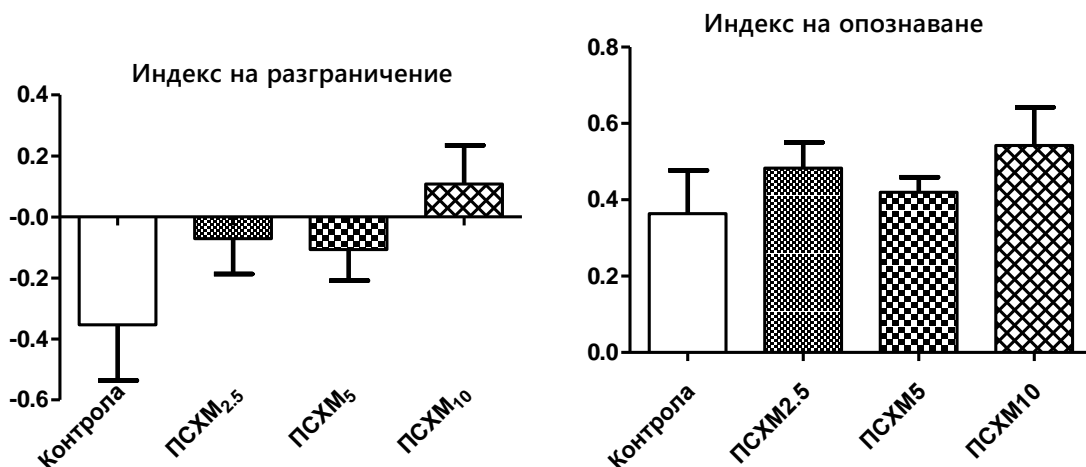 Индекс на разграничение
0.4
0.2
-0.0
-0.2
-0.4
-0.6
Контрола
ПСХМ₂.₅
ПСХМ₅
ПСХМ₁₀
Индекс на опознаване
0.8
0.6
0.4
0.2
0.0
Контрола
ПСХМ2.5
ПСХМ5
ПСХМ10